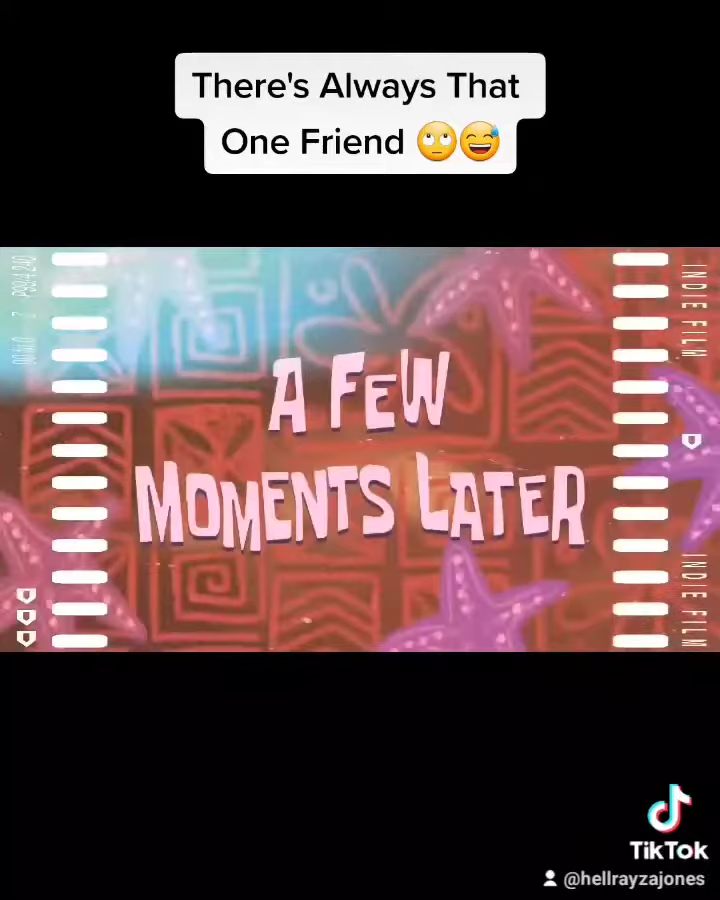 There's Always That
One Friend 🙄😅
INDIE FILM
A FEW
MOMENTS LATER
INDIE FILM
TikTok
@hellrayzajones